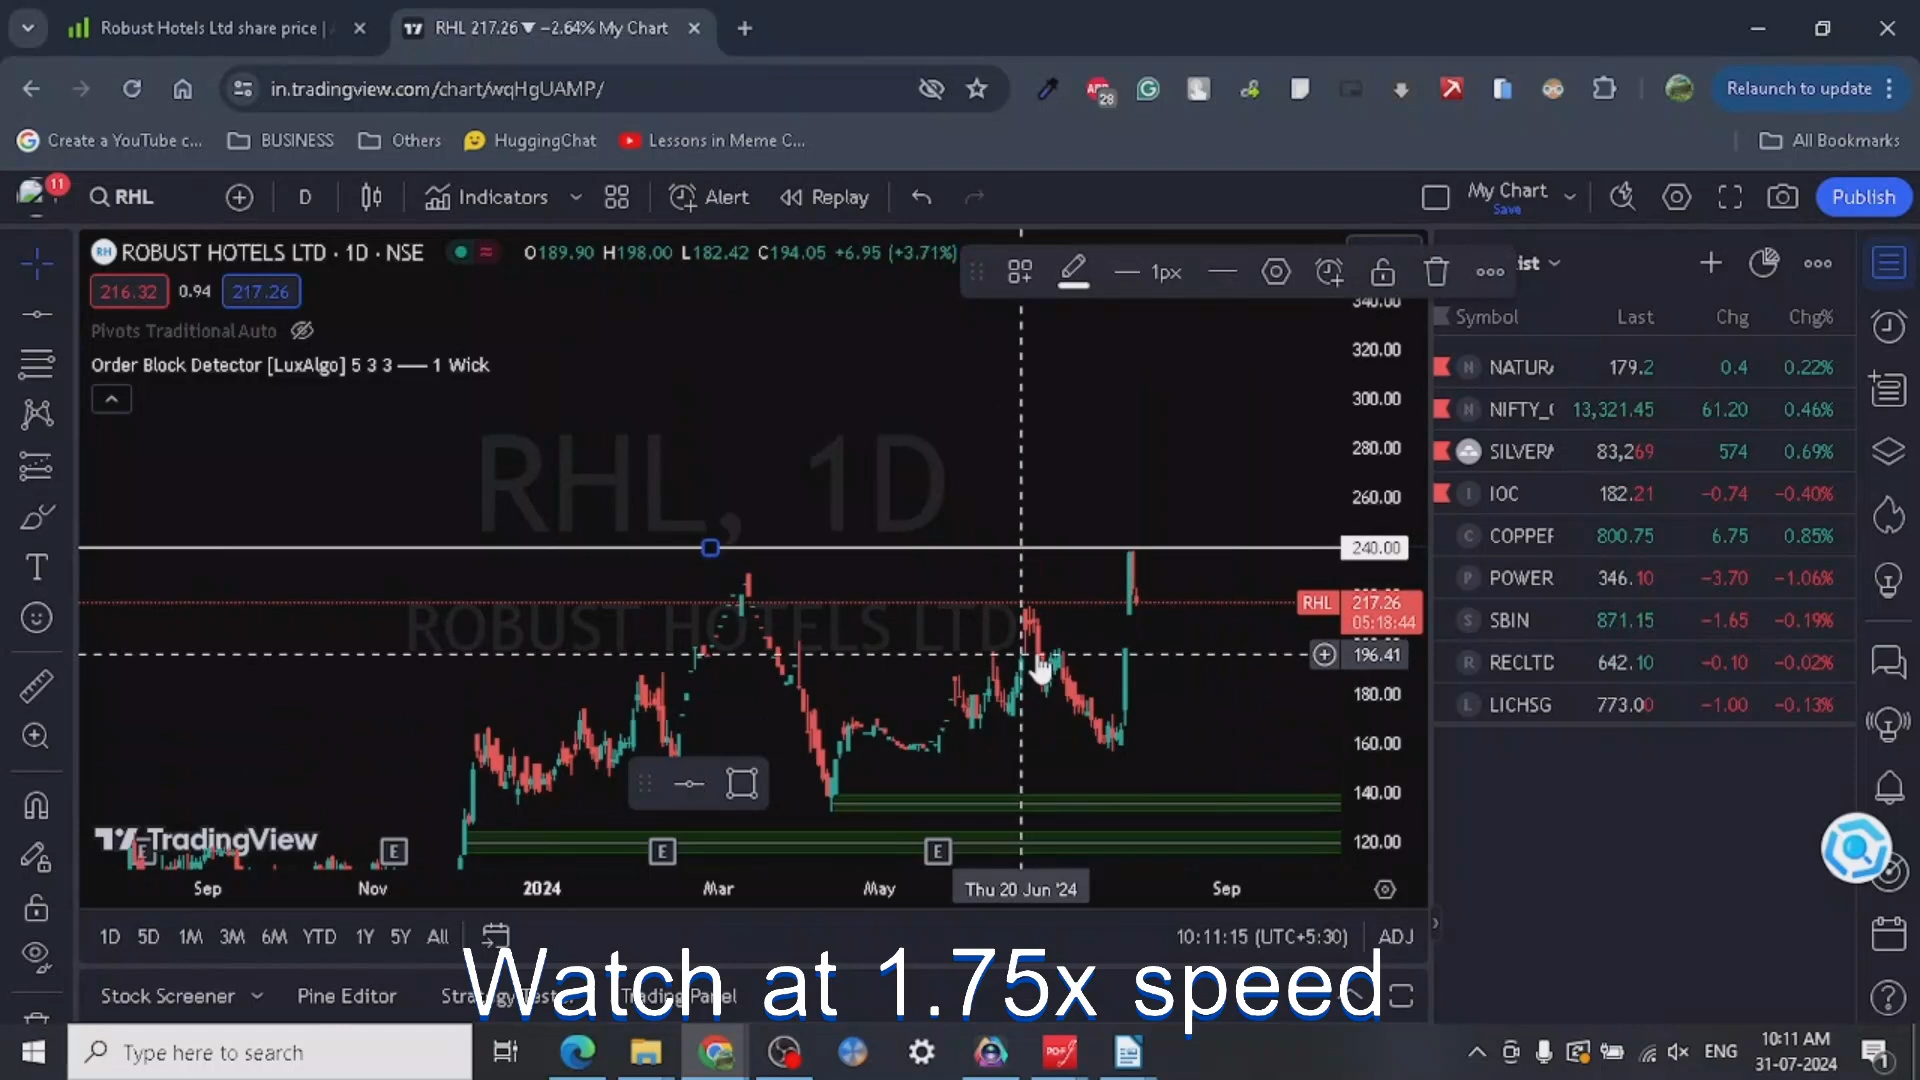 Robust Hotels Ltd share price |
RHL 217.26▼ −2.64% My Chart
in.tradingview.com/chart/wqHgUAMP/
28
Relaunch to update
Create a YouTube c...
BUSINESS
Others
HuggingChat
Lessons in Meme C...
All Bookmarks
11
RHL
D
Indicators
Alert
Replay
My Chart
Save
Publish
RH
ROBUST HOTELS LTD · 1D · NSE
O189.90 H198.00 L182.42 C194.05 +6.95 (+3.71%)
216.32
0.94
217.26
Pivots Traditional Auto
Order Block Detector [LuxAlgo] 5 3 3 —— 1 Wick
1px
ist
Symbol Last Chg Chg%
N NATUR 179.2 0.4 0.22%
N NIFTY_ 13,321.45 61.20 0.46%
SILVER 83,269 574 0.69%
I IOC 182.21 −0.74 −0.40%
C COPPER 800.75 6.75 0.85%
P POWER 346.10 −3.70 −1.06%
S SBIN 871.15 −1.65 −0.19%
R RECLTD 642.10 −0.10 −0.02%
L LICHSG 773.00 −1.00 −0.13%
340.00
320.00
300.00
280.00
260.00
240.00
RHL 217.26
05:18:44
196.41
180.00
160.00
140.00
120.00
RHL, 1D
ROBUST HOTELS LTD
TradingView
E
E
E
E
Sep
Nov
2024
Mar
May
Thu 20 Jun '24
Sep
1D 5D 1M 3M 6M YTD 1Y 5Y All
10:11:15 (UTC+5:30)
ADJ
Watch at 1.75x speed
Stock Screener
Pine Editor
Trading Panel
Type here to search
PDF
ENG
10:11 AM
31-07-2024
1